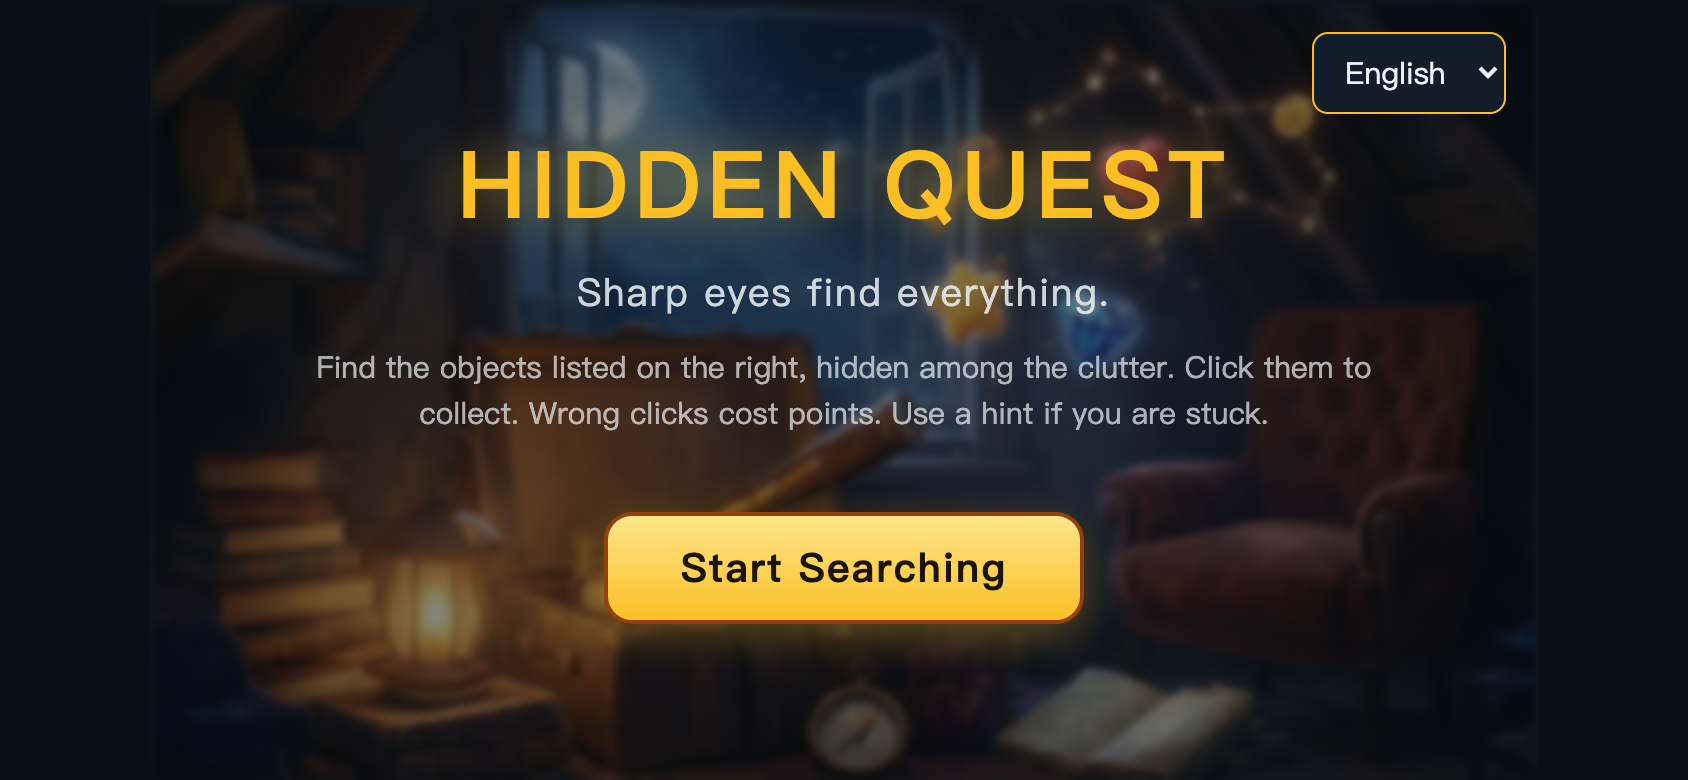 English
HIDDEN QUEST
Sharp eyes find everything.
Find the objects listed on the right, hidden among the clutter. Click them to
collect. Wrong clicks cost points. Use a hint if you are stuck.
Start Searching